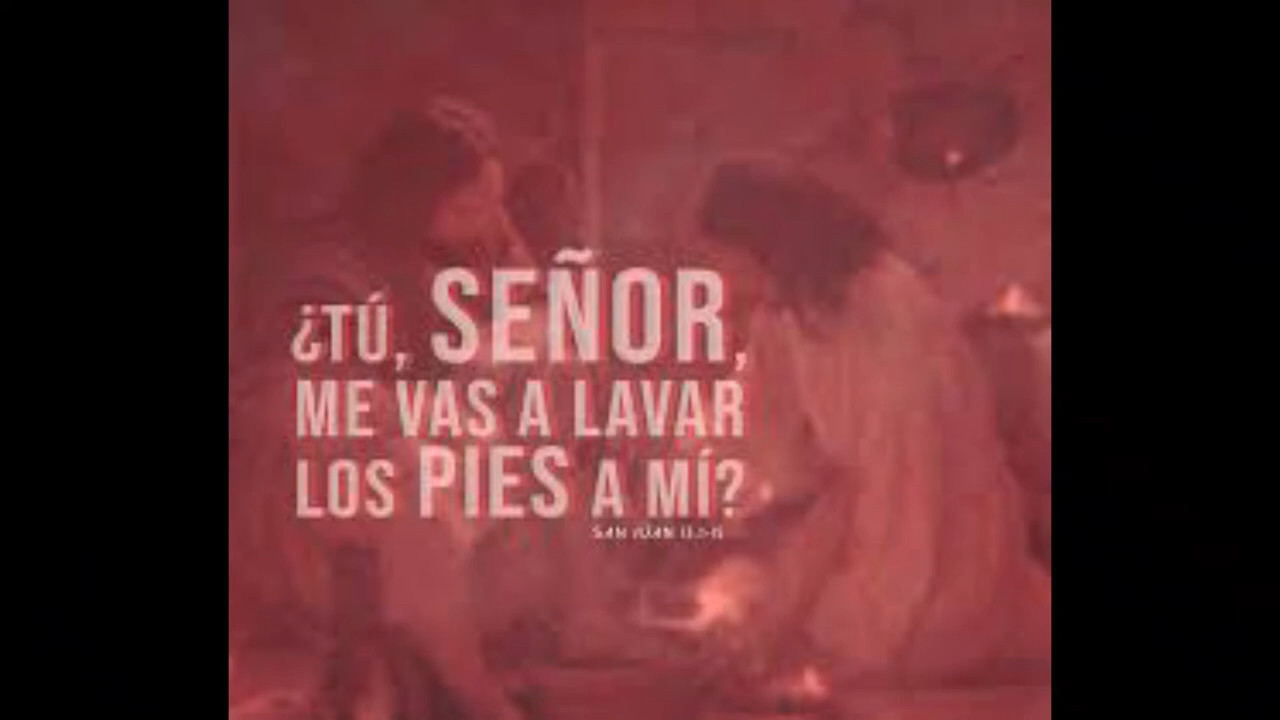 ¿TÚ, SEÑOR,
ME VAS A LAVAR
LOS PIES A MÍ?
SAN JUAN